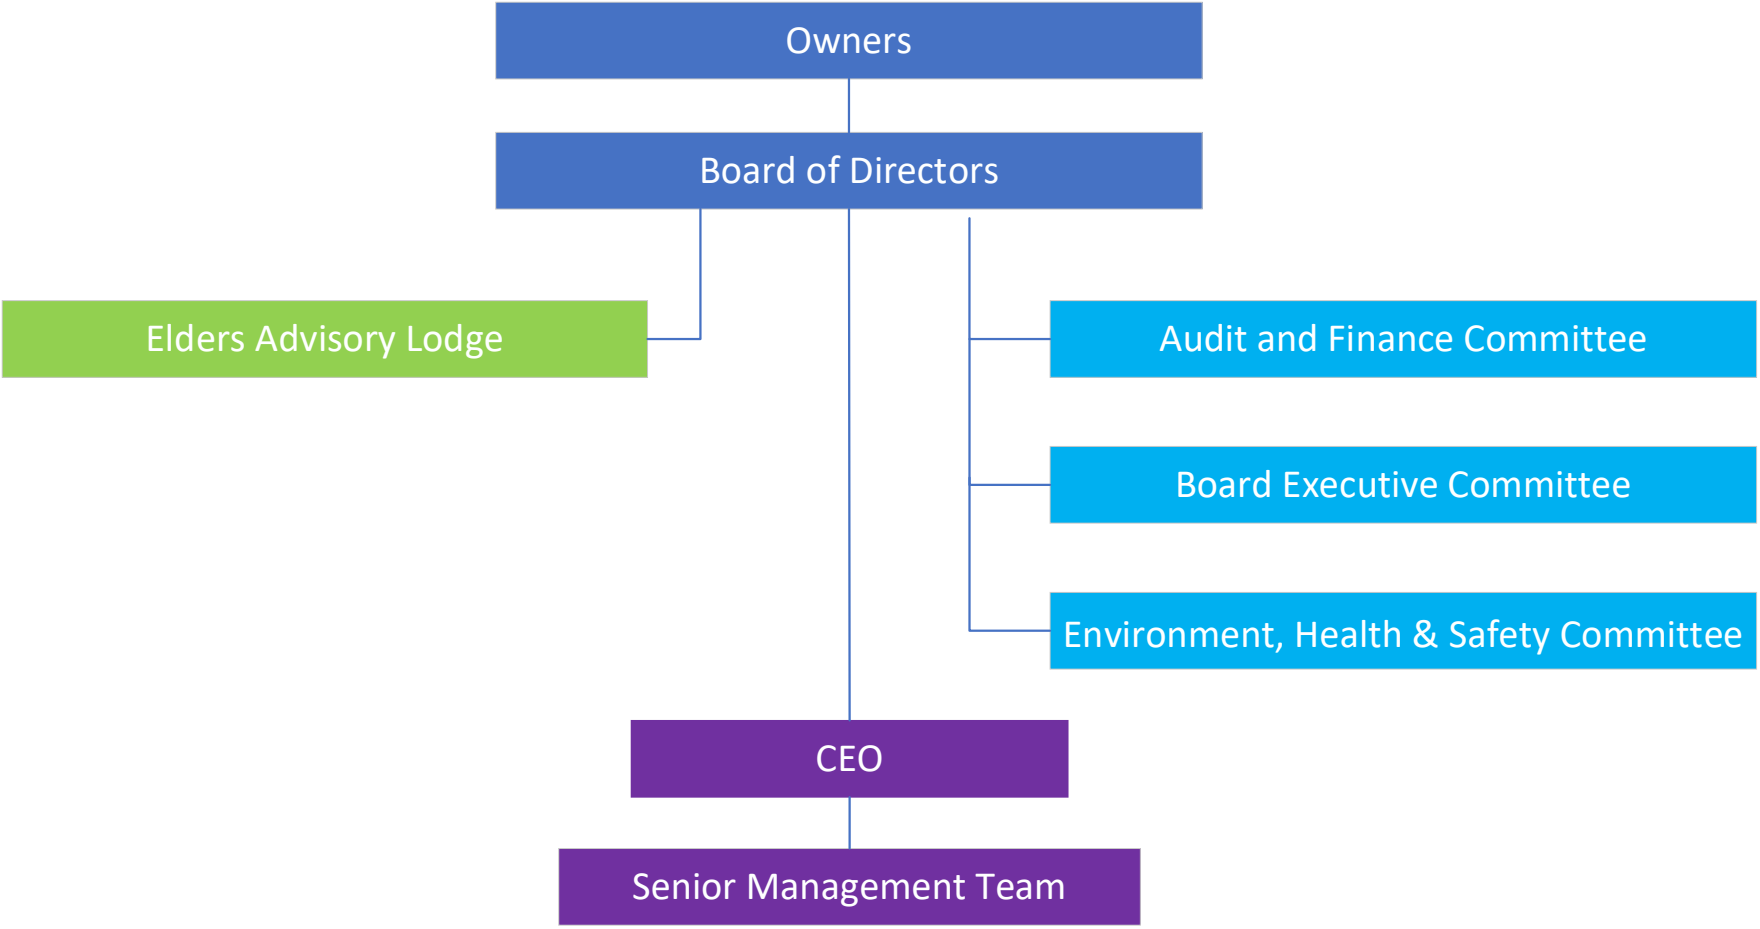 Owners
Board of Directors
Elders Advisory Lodge
Audit and Finance Committee
Board Executive Committee
Environment, Health & Safety Committee
CEO
Senior Management Team